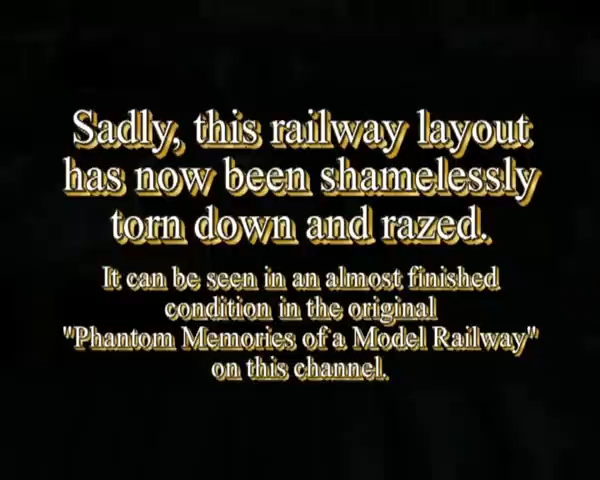 Sadly, this railway layout
has now been shamelessly
torn down and razed.
It can be seen in an almost finished
condition in the original
"Phantom Memories of a Model Railway"
on this channel.